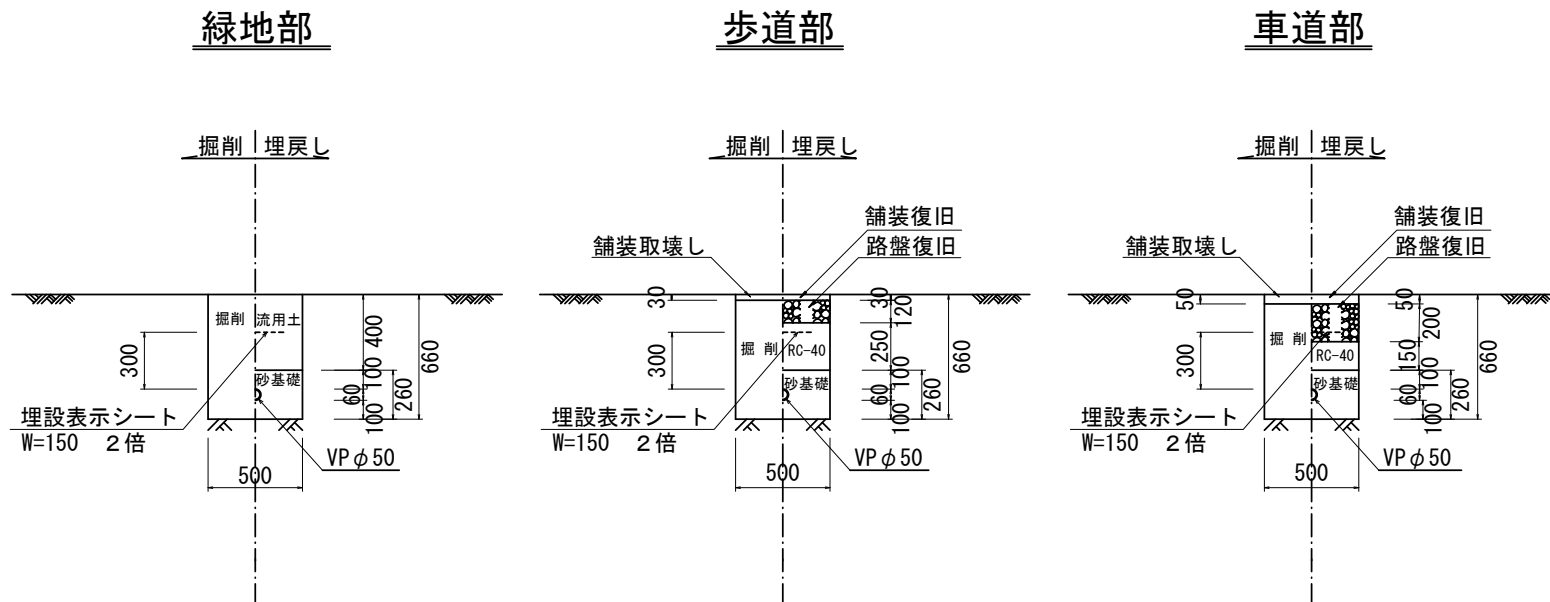 緑地部
掘削 埋戻し
掘削 流用土
300
400
660
砂基礎
100
60
260
100
埋設表示シート
W=150 2倍
VPφ50
500
歩道部
掘削 埋戻し
舗装復旧
舗装取壊し
路盤復旧
30
30
120
300
掘 削 RC-40
250
660
砂基礎
100
60
260
100
埋設表示シート
W=150 2倍
VPφ50
500
車道部
掘削 埋戻し
舗装復旧
舗装取壊し
路盤復旧
50
50
200
300
掘 削
RC-40
150
660
砂基礎
100
60
260
100
埋設表示シート
W=150 2倍
VPφ50
500